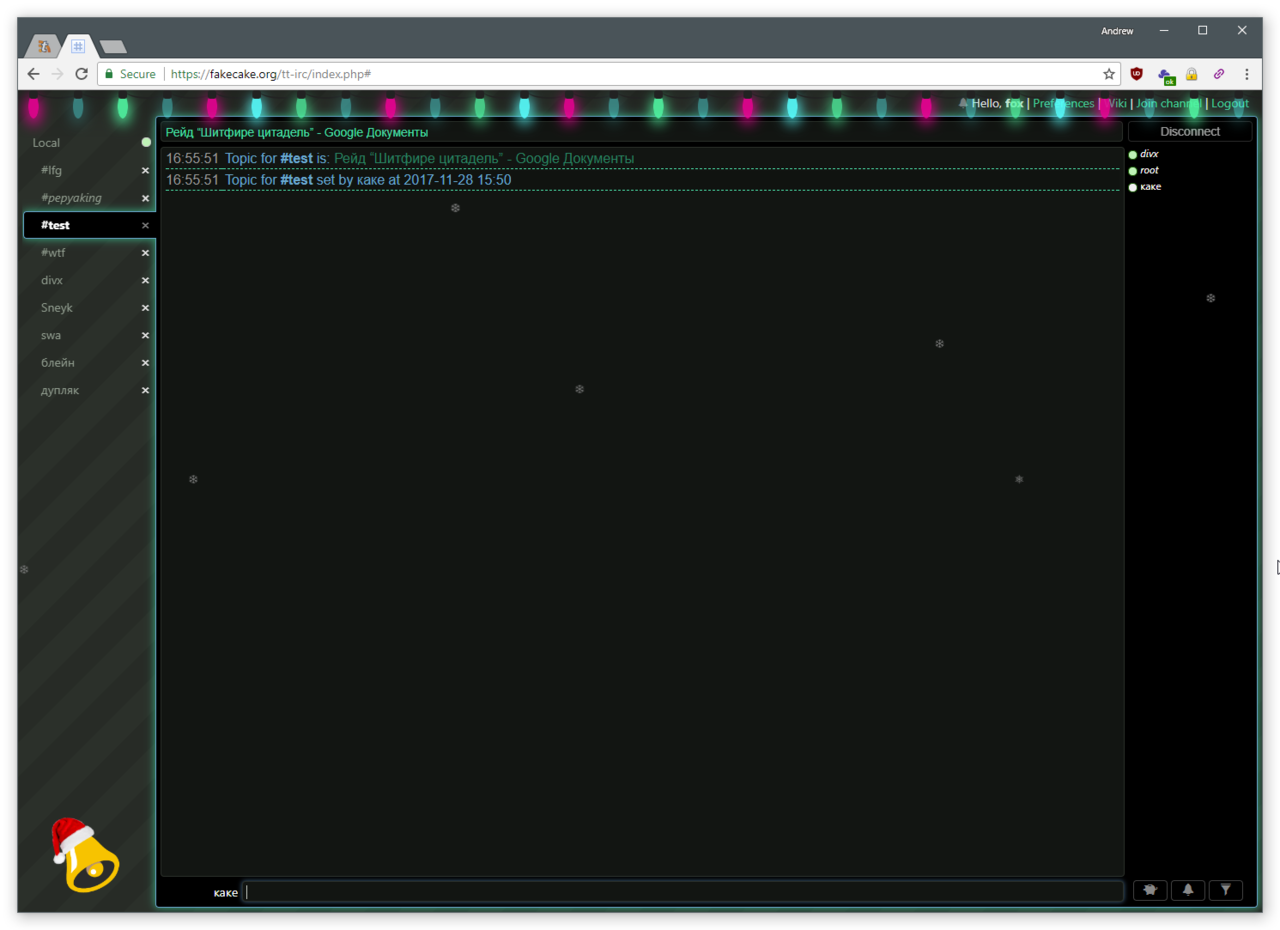 Andrew
Secure https://fakecake.org/tt-irc/index.php#
Hello, fox | Preferences | Wiki | Join channel | Logout
Local
#lfg
#pepyaking
#test
#wtf
divx
Sneyk
swa
блейн
дупляк
Рейд "Шитфире цитадель" - Google Документы
16:55:51 Topic for #test is: Рейд "Шитфире цитадель" - Google Документы
16:55:51 Topic for #test set by каке at 2017-11-28 15:50
Disconnect
divx
root
каке
каке
ok